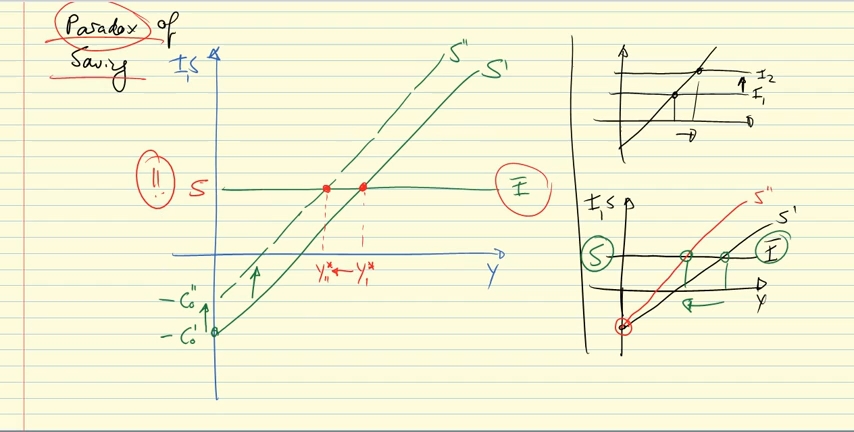 Paradox of
Saving
I, S
S"
S'
!!
S
I
Y"* ← Y'*
Y
- C₀"
- C₀'
I₂
I₁
I, S
S"
S'
S
I
Y